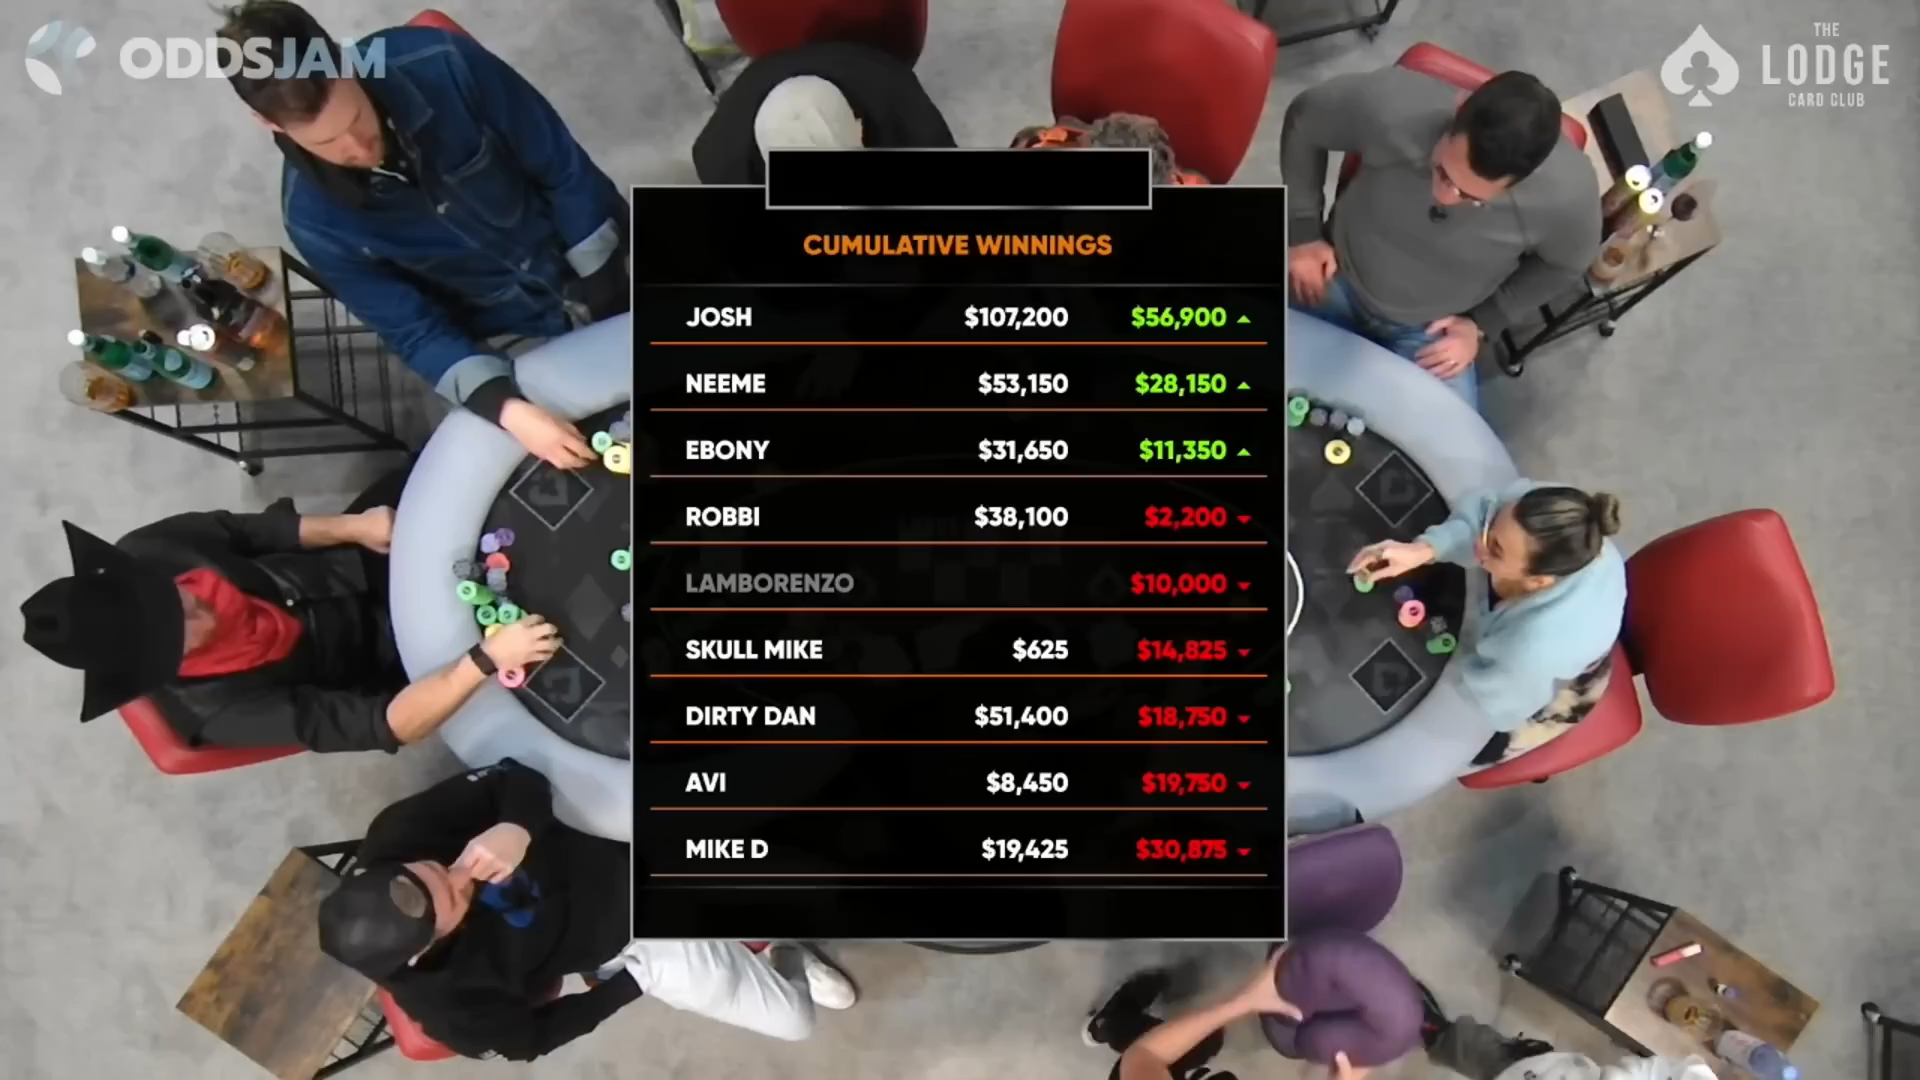 ODDSJAM
THE
LODGE
CARD CLUB
CUMULATIVE WINNINGS
JOSH $107,200 $56,900
NEEME $53,150 $28,150
EBONY $31,650 $11,350
ROBBI $38,100 $2,200
LAMBORENZO $10,000
SKULL MIKE $625 $14,825
DIRTY DAN $51,400 $18,750
AVI $8,450 $19,750
MIKE D $19,425 $30,875